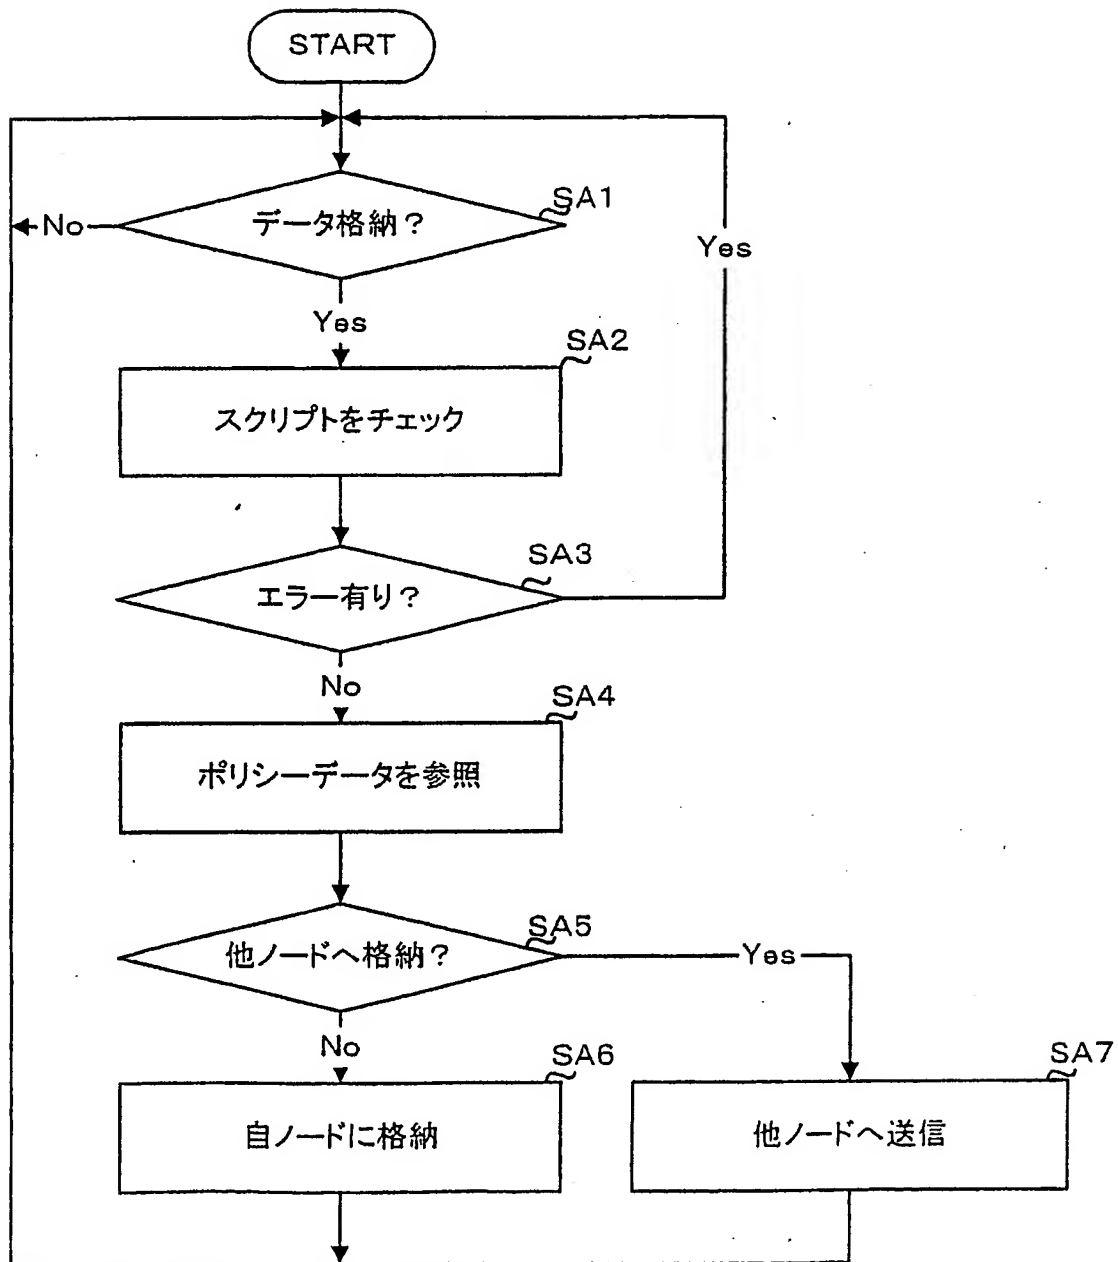 START
SA1
データ格納？
No
Yes
Yes
SA2
スクリプトをチェック
SA3
エラー有り？
No
SA4
ポリシーデータを参照
SA5
他ノードへ格納？
Yes
No
SA6
自ノードに格納
SA7
他ノードへ送信